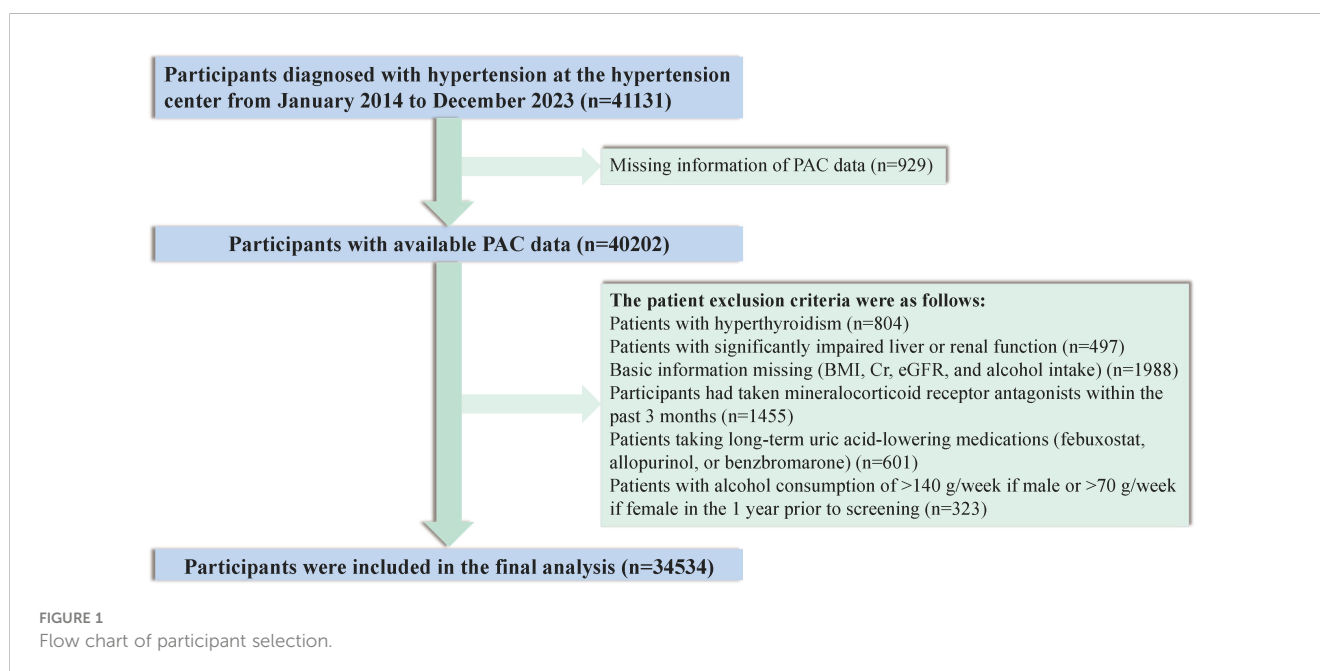 Participants diagnosed with hypertension at the hypertension
center from January 2014 to December 2023 (n=41131)
Missing information of PAC data (n=929)
Participants with available PAC data (n=40202)
The patient exclusion criteria were as follows:
Patients with hyperthyroidism (n=804)
Patients with significantly impaired liver or renal function (n=497)
Basic information missing (BMI, Cr, eGFR, and alcohol intake) (n=1988)
Participants had taken mineralocorticoid receptor antagonists within the
past 3 months (n=1455)
Patients taking long-term uric acid-lowering medications (febuxostat,
allopurinol, or benzbromarone) (n=601)
Patients with alcohol consumption of >140 g/week if male or >70 g/week
if female in the 1 year prior to screening (n=323)
Participants were included in the final analysis (n=34534)
FIGURE 1
Flow chart of participant selection.